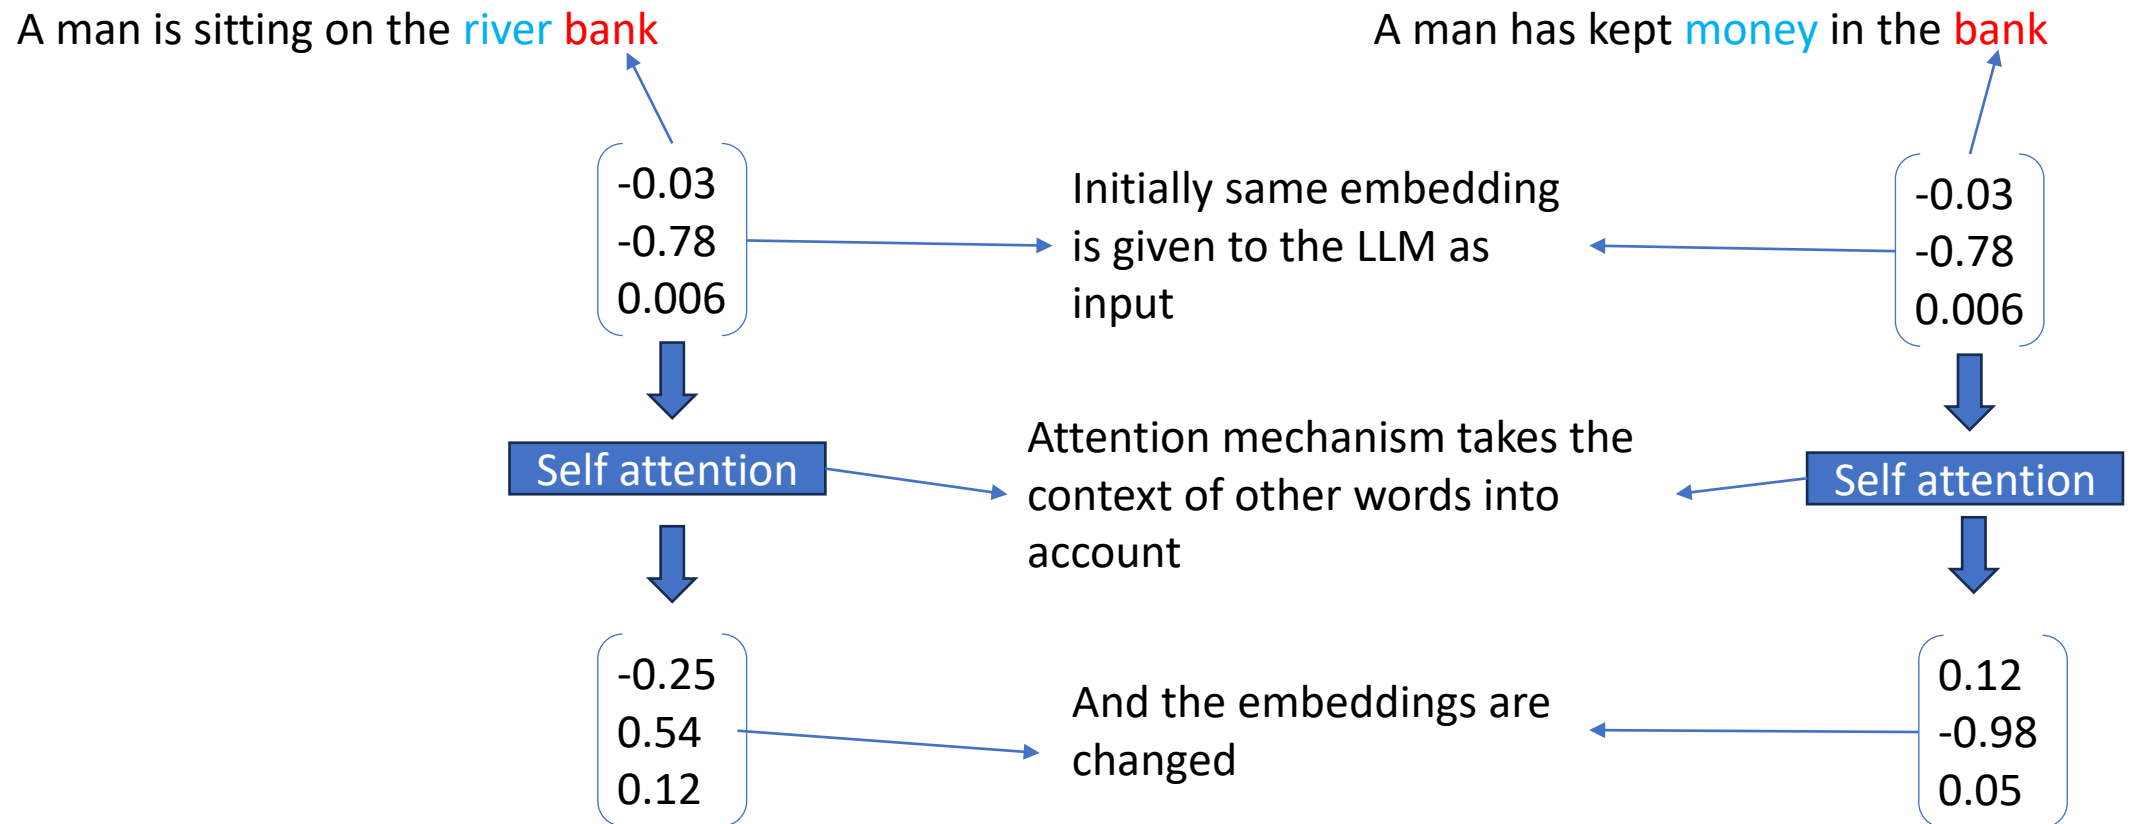 A man is sitting on the river bank
A man has kept money in the bank
-0.03
-0.78
0.006
Initially same embedding
is given to the LLM as
input
-0.03
-0.78
0.006
Self attention
Attention mechanism takes the
context of other words into
account
Self attention
-0.25
0.54
0.12
And the embeddings are
changed
0.12
-0.98
0.05